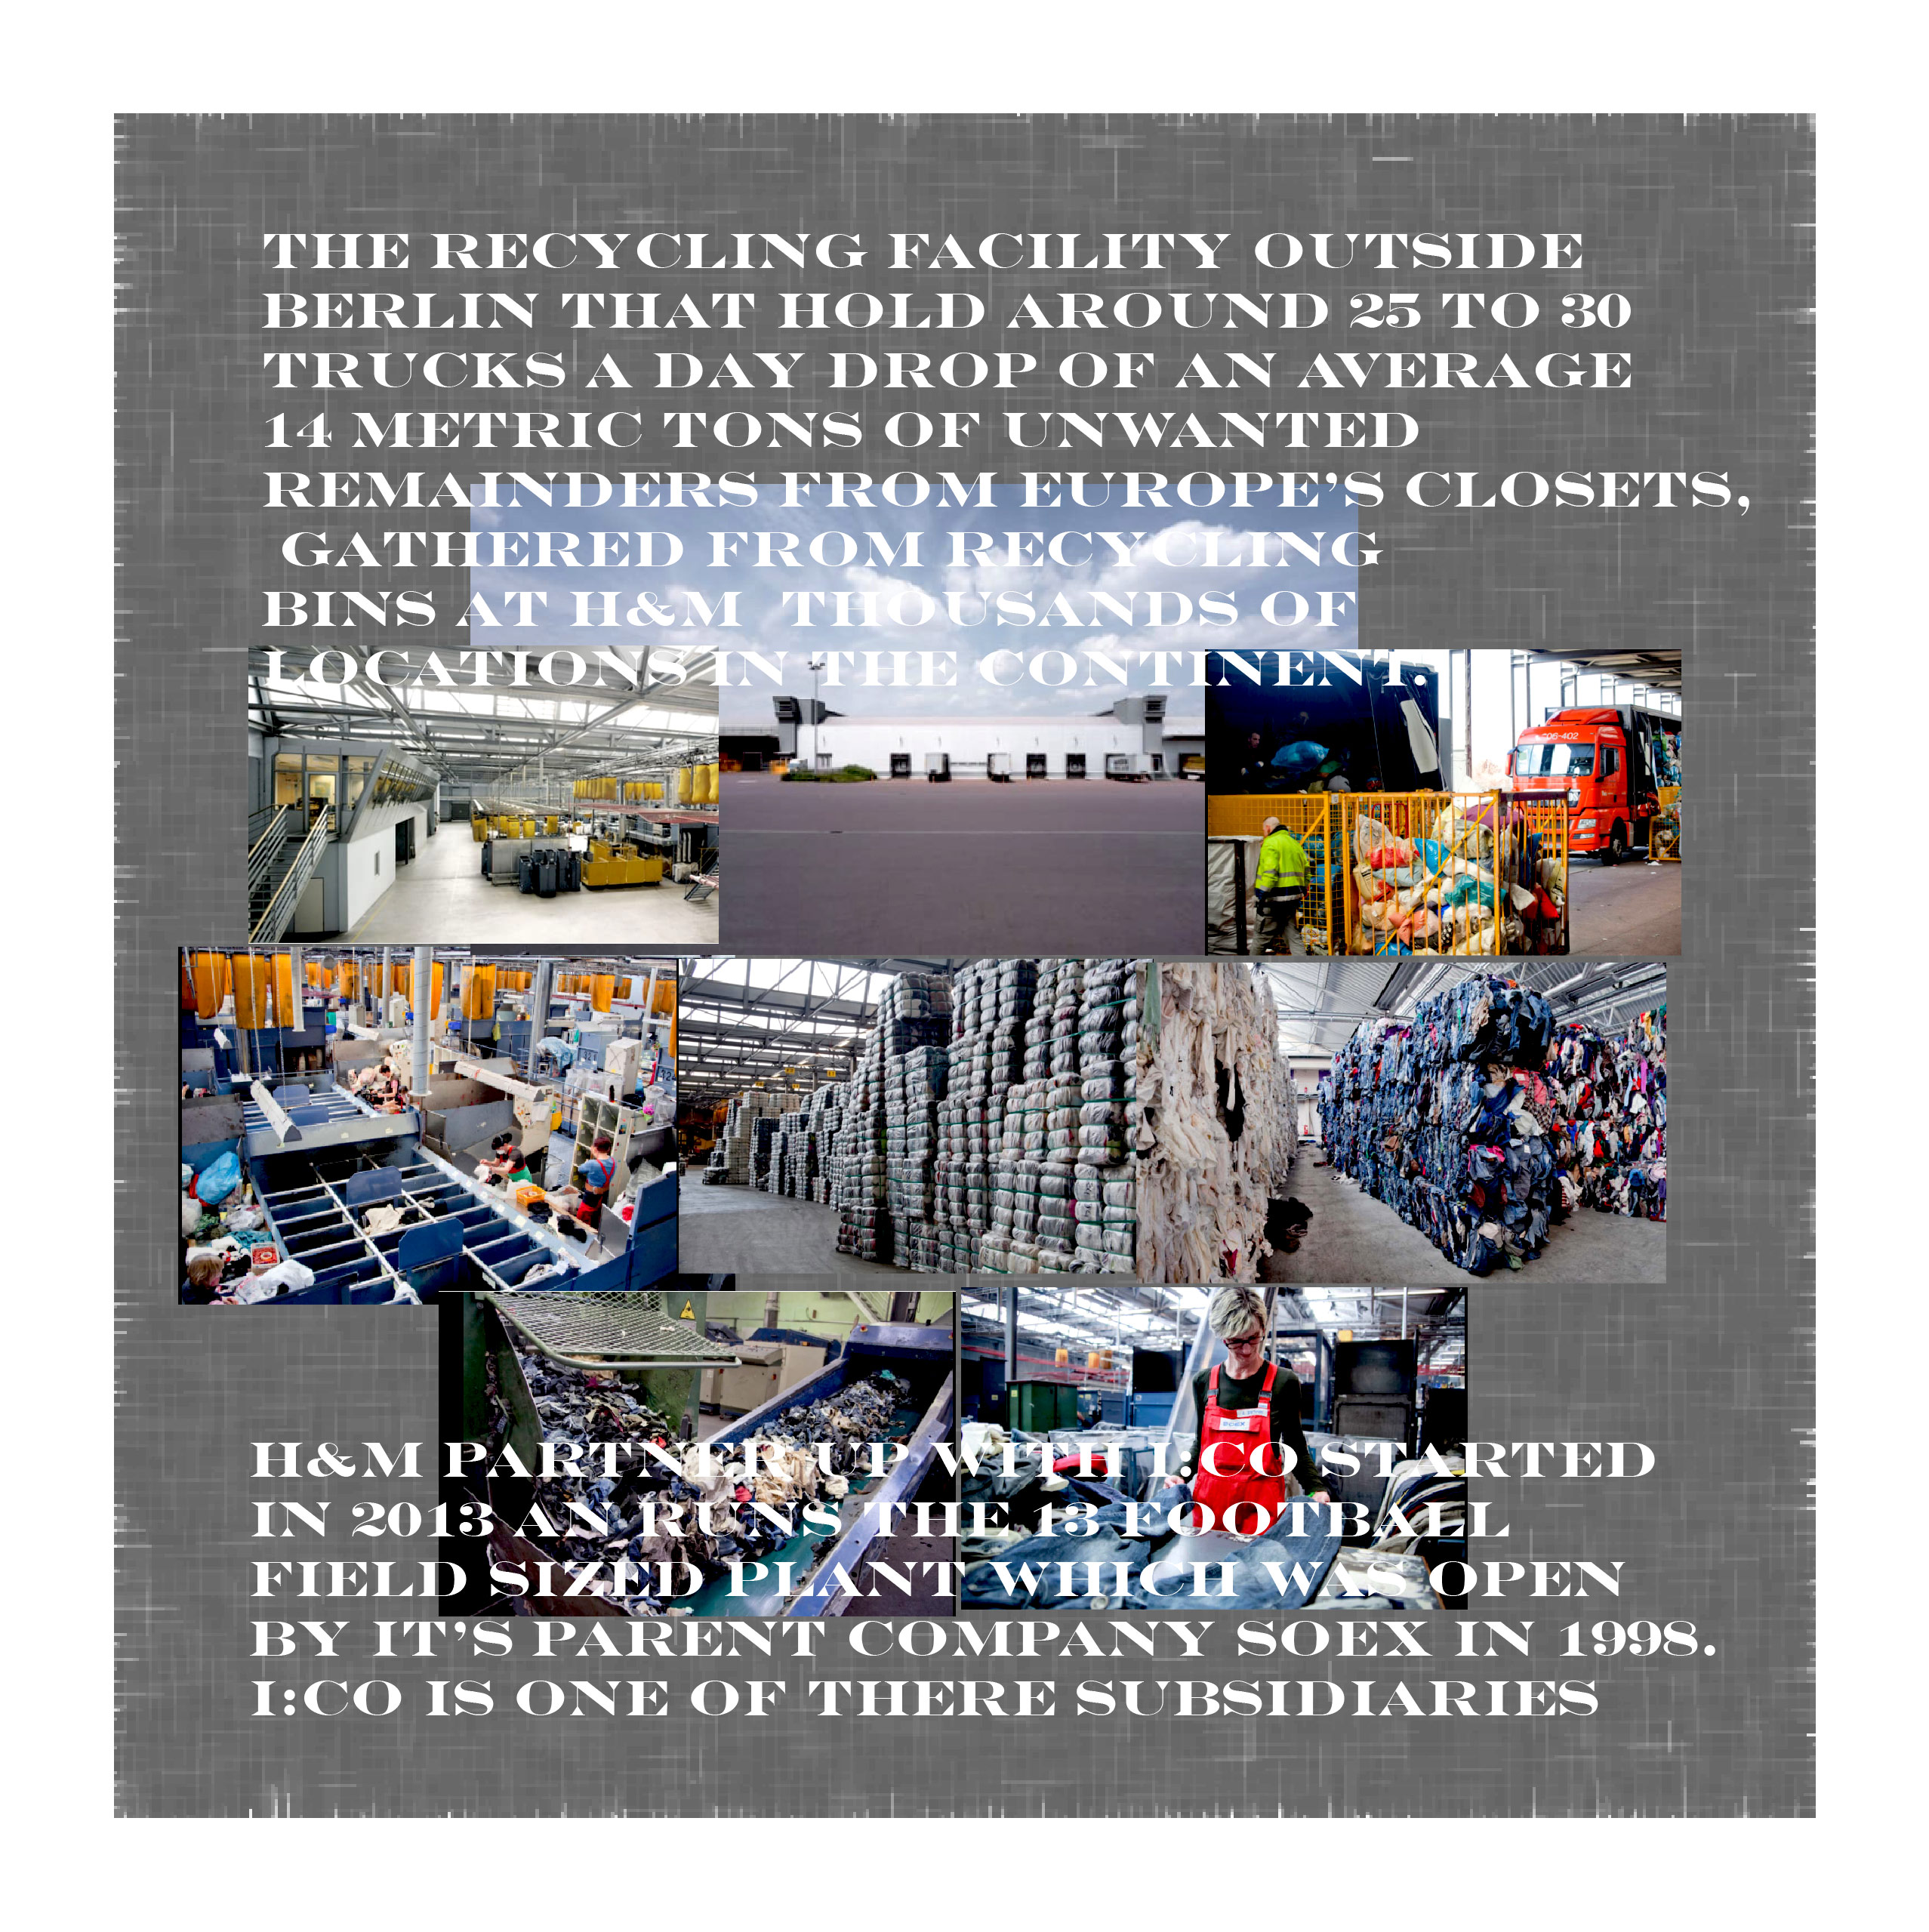 THE RECYCLING FACILITY OUTSIDE
BERLIN THAT HOLD AROUND 25 TO 30
TRUCKS A DAY DROP OF AN AVERAGE
14 METRIC TONS OF UNWANTED
REMAINDERS FROM EUROPE'S CLOSETS,
GATHERED FROM RECYCLING
BINS AT H&M THOUSANDS OF
LOCATIONS IN THE CONTINENT.
H&M PARTNER UP WITH I:CO STARTED
IN 2013 AN RUNS THE 13 FOOTBALL
FIELD SIZED PLANT WHICH WAS OPEN
BY IT'S PARENT COMPANY SOEX IN 1998.
I:CO IS ONE OF THERE SUBSIDIARIES